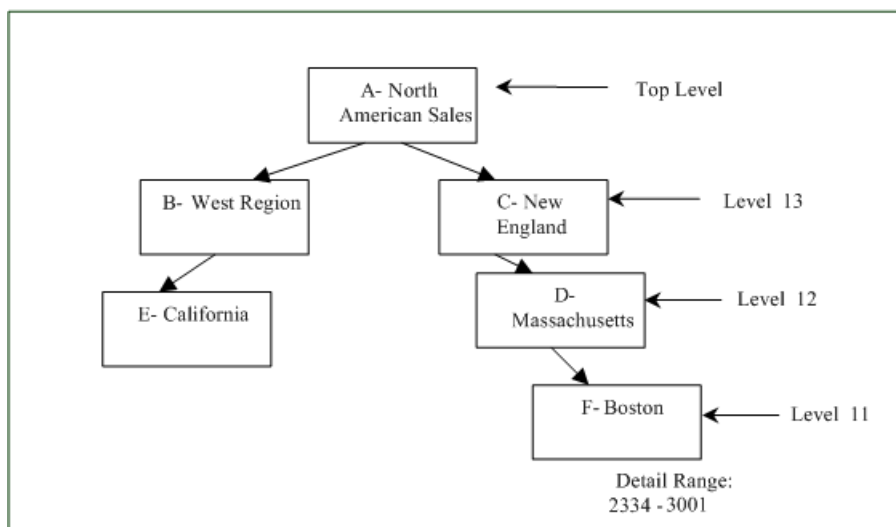 A- North
American Sales
Top Level
B- West Region
C- New
England
Level 13
E- California
D-
Massachusetts
Level 12
F- Boston
Level 11
Detail Range:
2334 - 3001